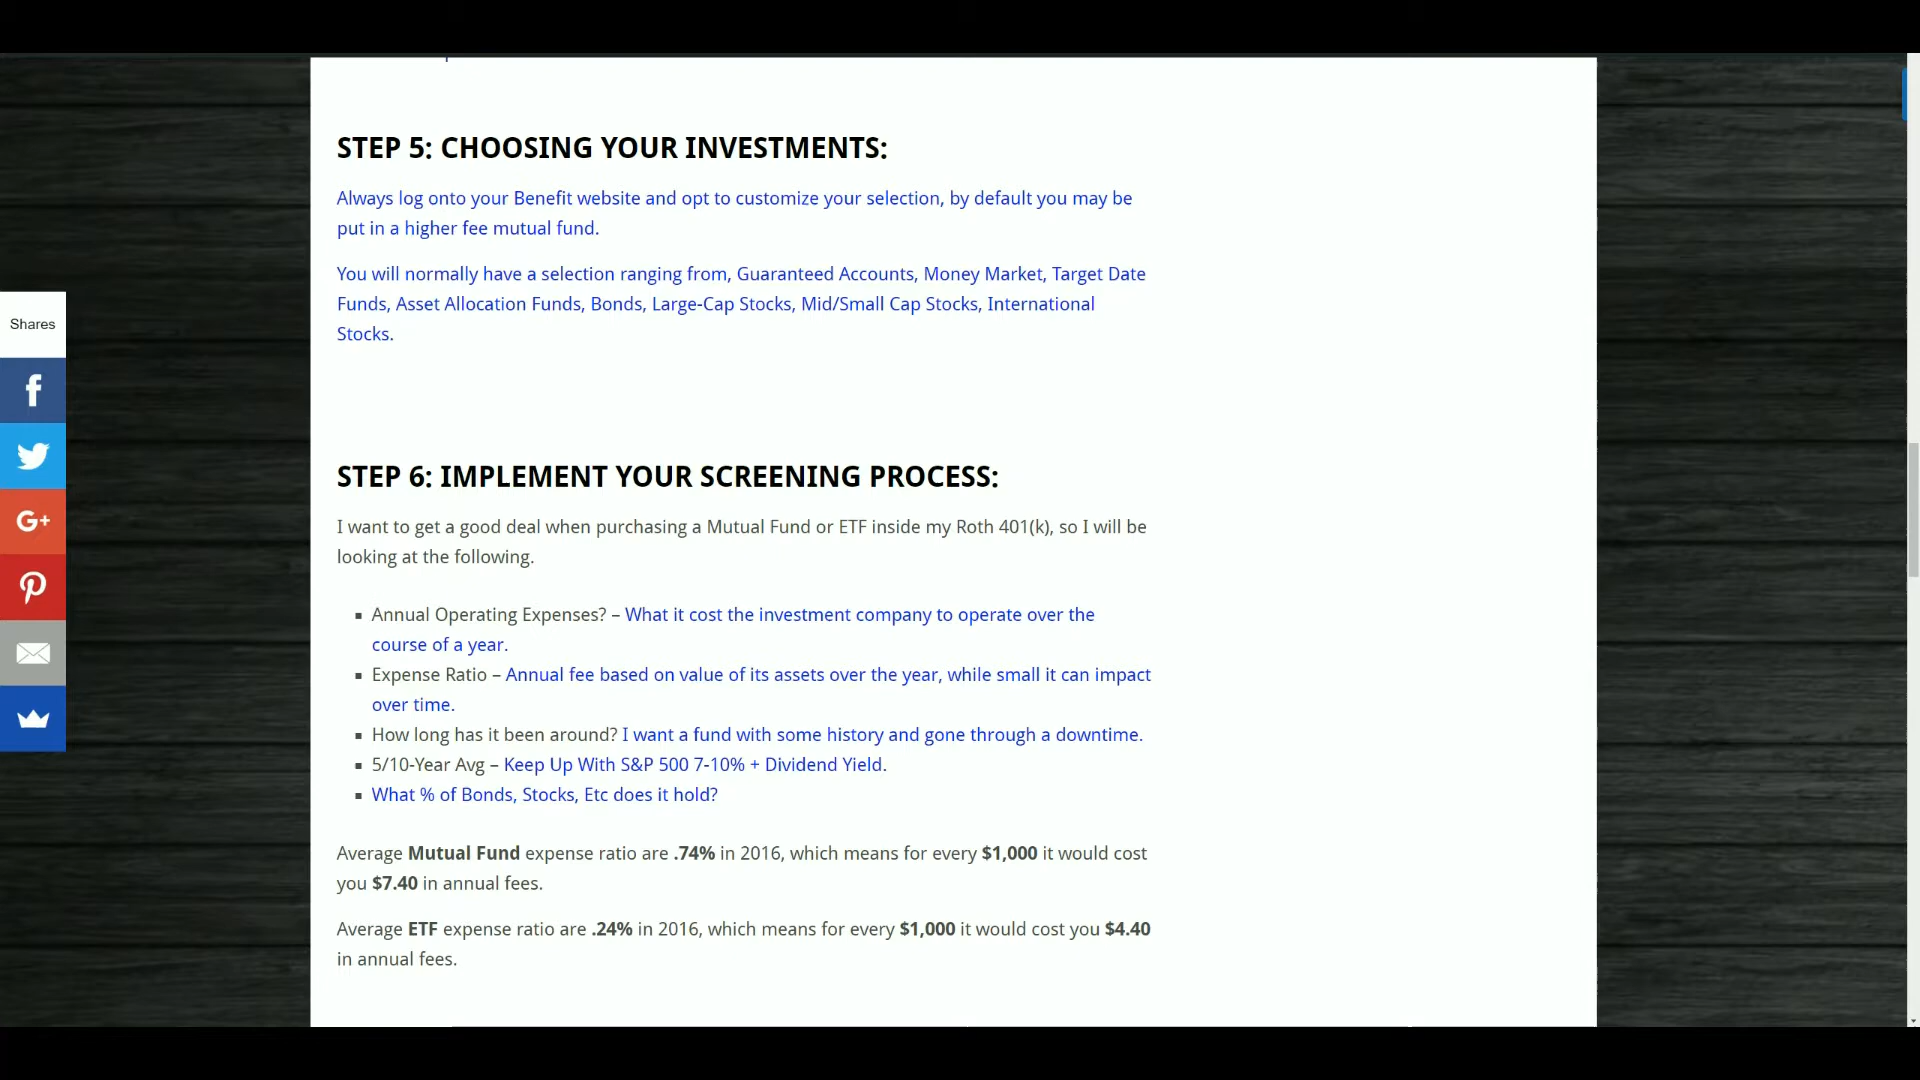 STEP 5: CHOOSING YOUR INVESTMENTS:
Always log onto your Benefit website and opt to customize your selection, by default you may be
put in a higher fee mutual fund.
You will normally have a selection ranging from, Guaranteed Accounts, Money Market, Target Date
Funds, Asset Allocation Funds, Bonds, Large-Cap Stocks, Mid/Small Cap Stocks, International
Stocks.
Shares
f
G+
STEP 6: IMPLEMENT YOUR SCREENING PROCESS:
I want to get a good deal when purchasing a Mutual Fund or ETF inside my Roth 401(k), so I will be
looking at the following.
▪ Annual Operating Expenses? – What it cost the investment company to operate over the
course of a year.
▪ Expense Ratio – Annual fee based on value of its assets over the year, while small it can impact
over time.
▪ How long has it been around? I want a fund with some history and gone through a downtime.
▪ 5/10-Year Avg – Keep Up With S&P 500 7-10% + Dividend Yield.
▪ What % of Bonds, Stocks, Etc does it hold?
Average Mutual Fund expense ratio are .74% in 2016, which means for every $1,000 it would cost
you $7.40 in annual fees.
Average ETF expense ratio are .24% in 2016, which means for every $1,000 it would cost you $4.40
in annual fees.